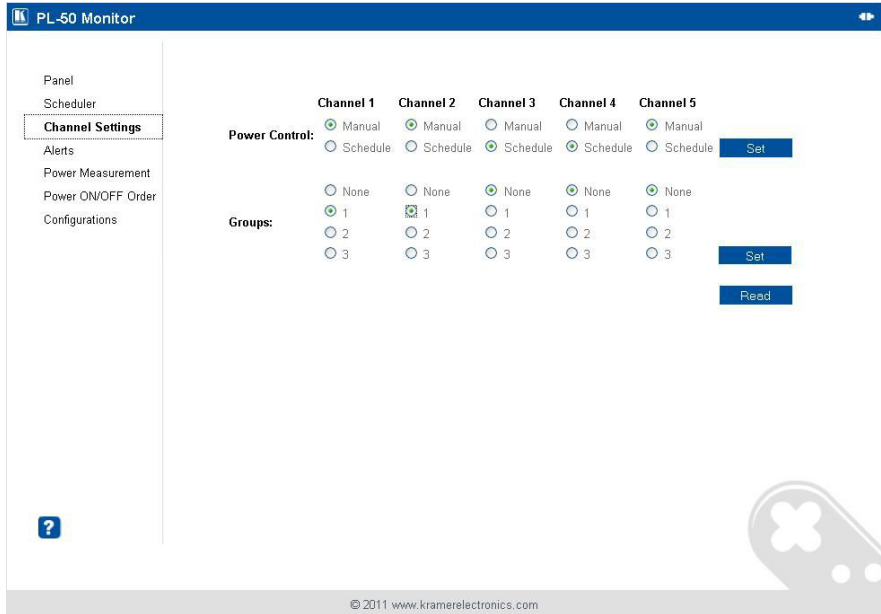 PL-50 Monitor
Panel
Scheduler
Channel Settings
Alerts
Power Measurement
Power ON/OFF Order
Configurations
Channel 1 Channel 2 Channel 3 Channel 4 Channel 5
Power Control: Manual Manual Manual Manual Manual
Schedule Schedule Schedule Schedule Schedule Set
Groups: None None None None None
1 1 1 1 1
2 2 2 2 2
3 3 3 3 3 Set
Read
?
© 2011 www.kramerelectronics.com